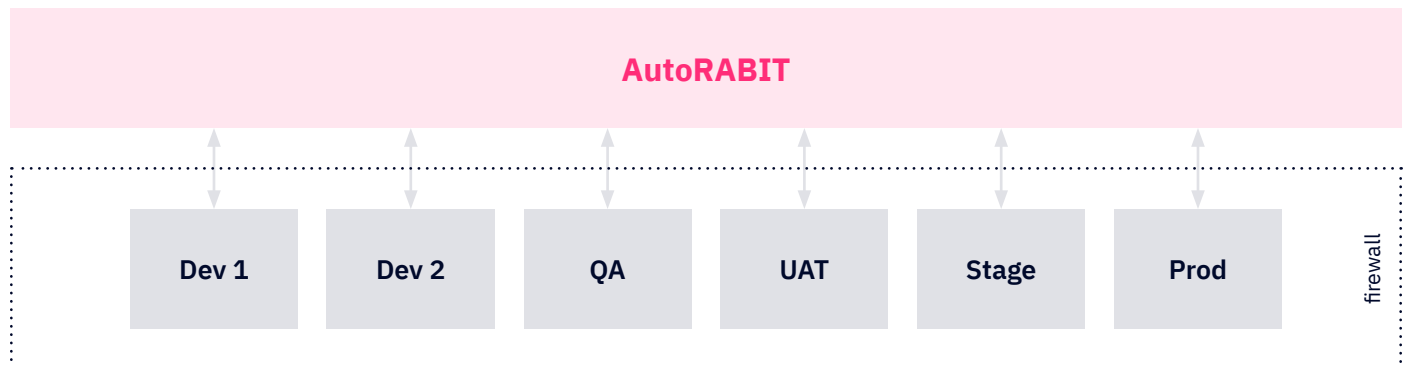 AutoRABIT
Dev 1
Dev 2
QA
UAT
Stage
Prod
firewall